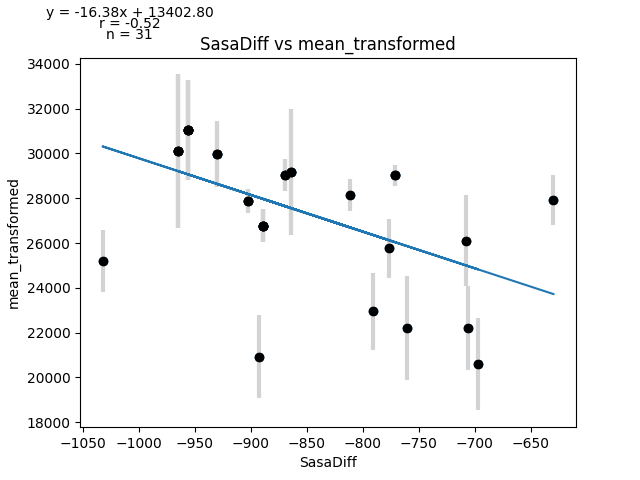 y = -16.38x + 13402.80
r = -0.52
n = 31
SasaDiff vs mean_transformed
34000
32000
30000
28000
26000
24000
22000
20000
18000
mean_transformed
−1050 −1000 −950 −900 −850 −800 −750 −700 −650
SasaDiff